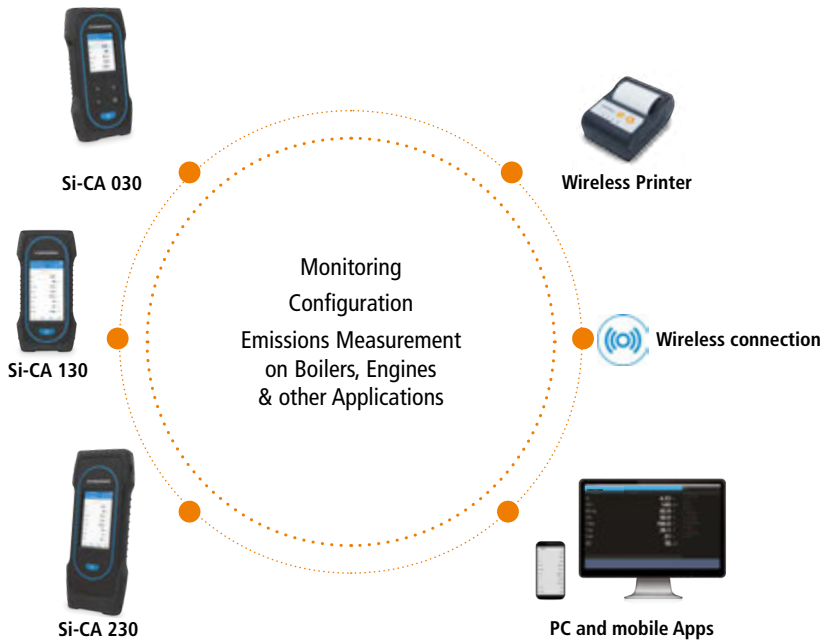 Si-CA 030
Wireless Printer
Monitoring
Configuration
Emissions Measurement
on Boilers, Engines
& other Applications
Si-CA 130
Wireless connection
Si-CA 230
PC and mobile Apps